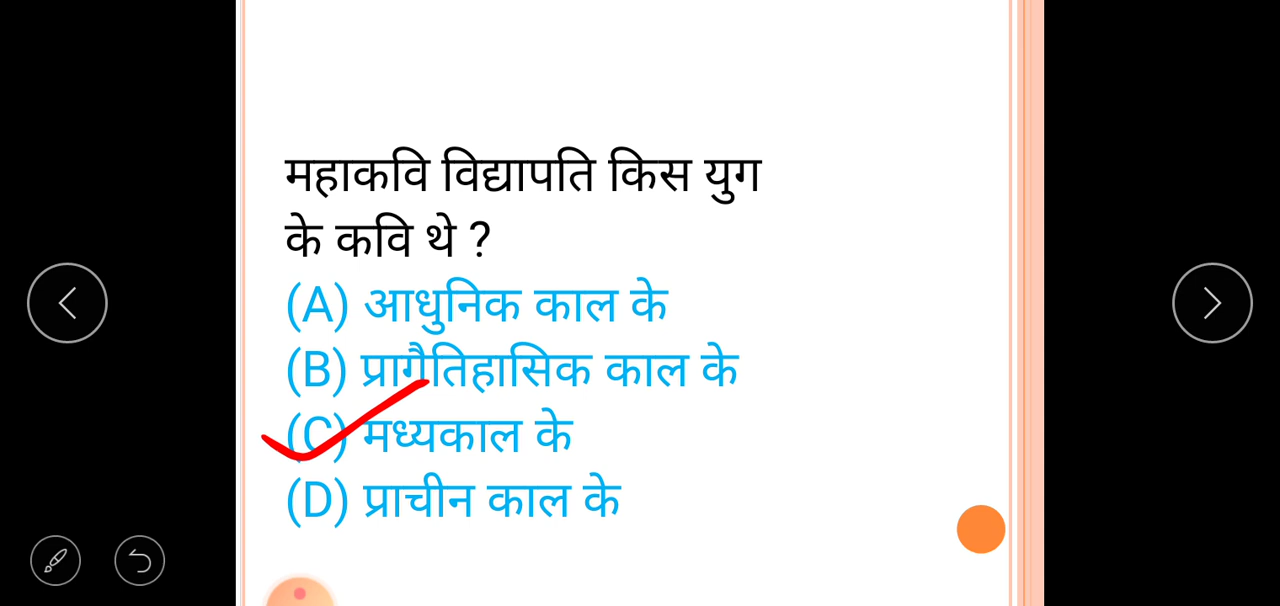 महाकवि विद्यापति किस युग
के कवि थे ?
(A) आधुनिक काल के
(B) प्रागैतिहासिक काल के
(C) मध्यकाल के
(D) प्राचीन काल के